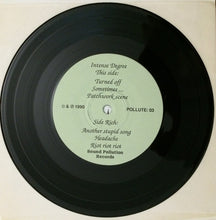 Intense Degree
This side:
Turned off
Sometimes...
Patchwork scene
© & ℗ 1990
POLLUTE: 03
Side Rich:
Another stupid song
Headache
Riot riot riot
Sound Pollution
Records